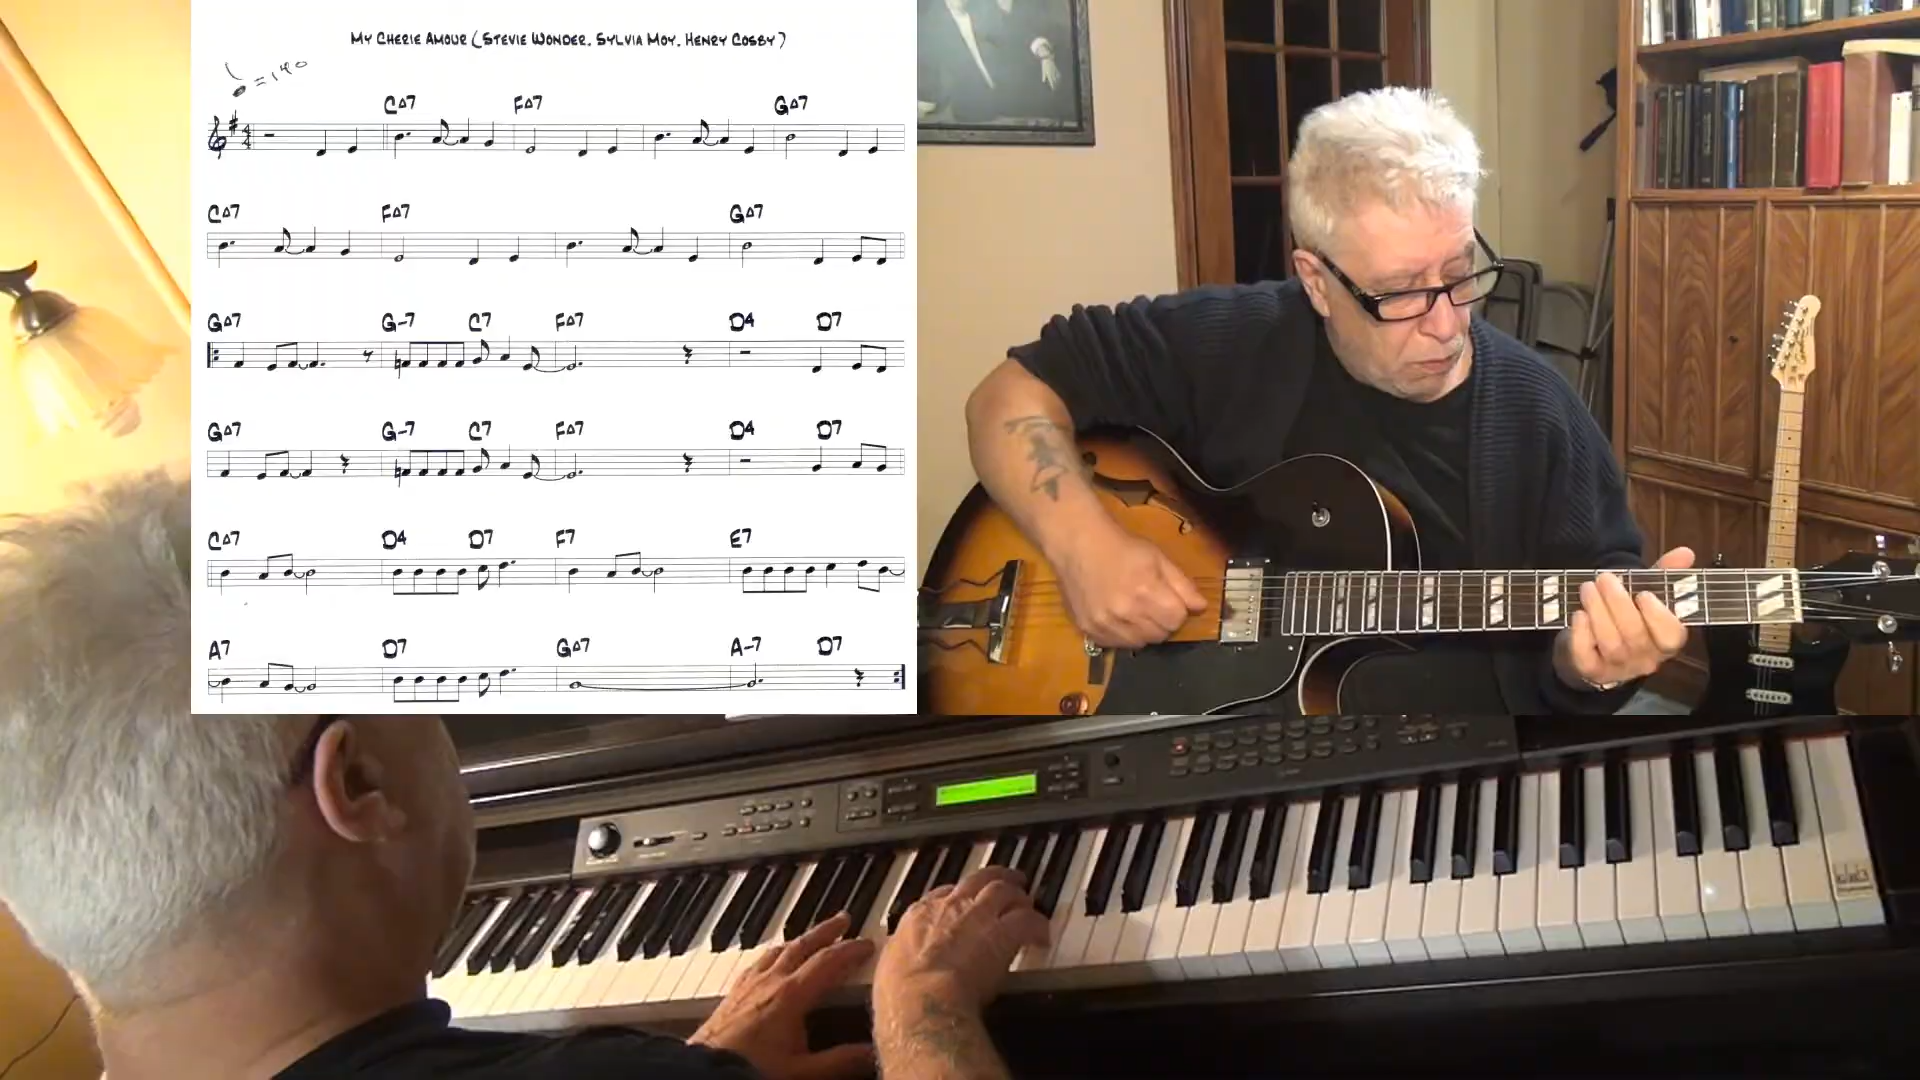 MY CHERIE AMOUR (STEVIE WONDER, SYLVIA MOY, HENRY COSBY)
=140
C∆7 F∆7 G∆7
4
4
C∆7 F∆7 G∆7
G∆7 G-7 C7 F∆7 D4 D7
G∆7 G-7 C7 F∆7 D4 D7
C∆7 D4 D7 F7 E7
A7 D7 G∆7 A-7 D7